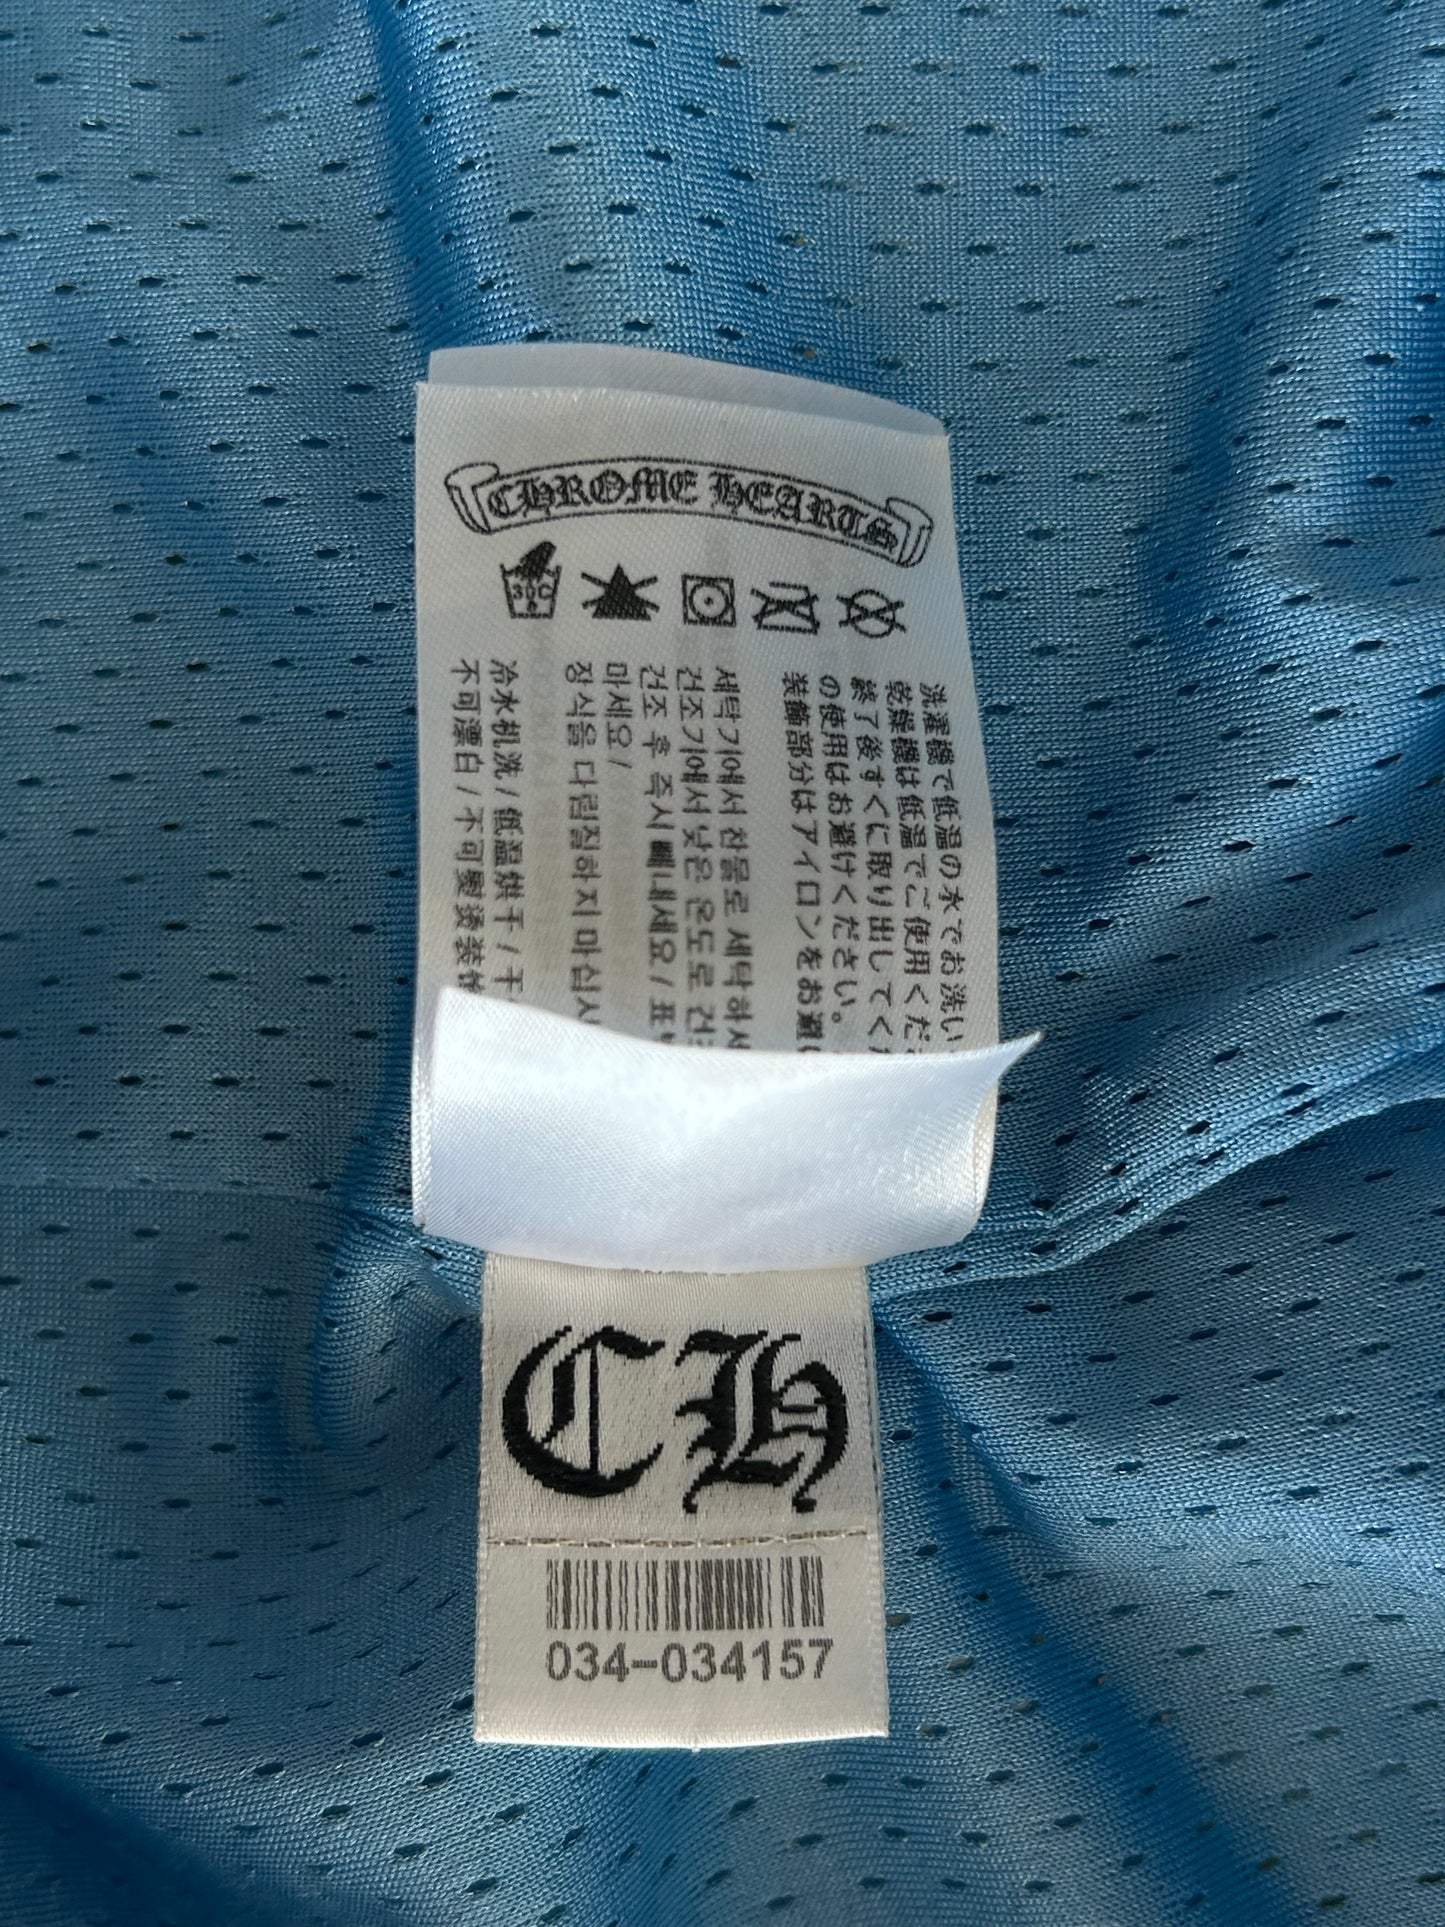 CHROME HEARTS
30C
洗濯機で低温の水でお洗い
乾燥機は低温でご使用くださ
終了後すぐに取り出してくだ
の使用はお避けください。
装飾部分はアイロンをお避け
세탁기에서 찬물로 세탁하시
건조기에서 낮은 온도로 건조
건조 후 즉시 빼내세요 / 표백
마세요 /
장식을 다림질하지 마십시
冷水机洗 / 低温烘干 / 干
不可漂白 / 不可熨烫装饰
CH
034-034157